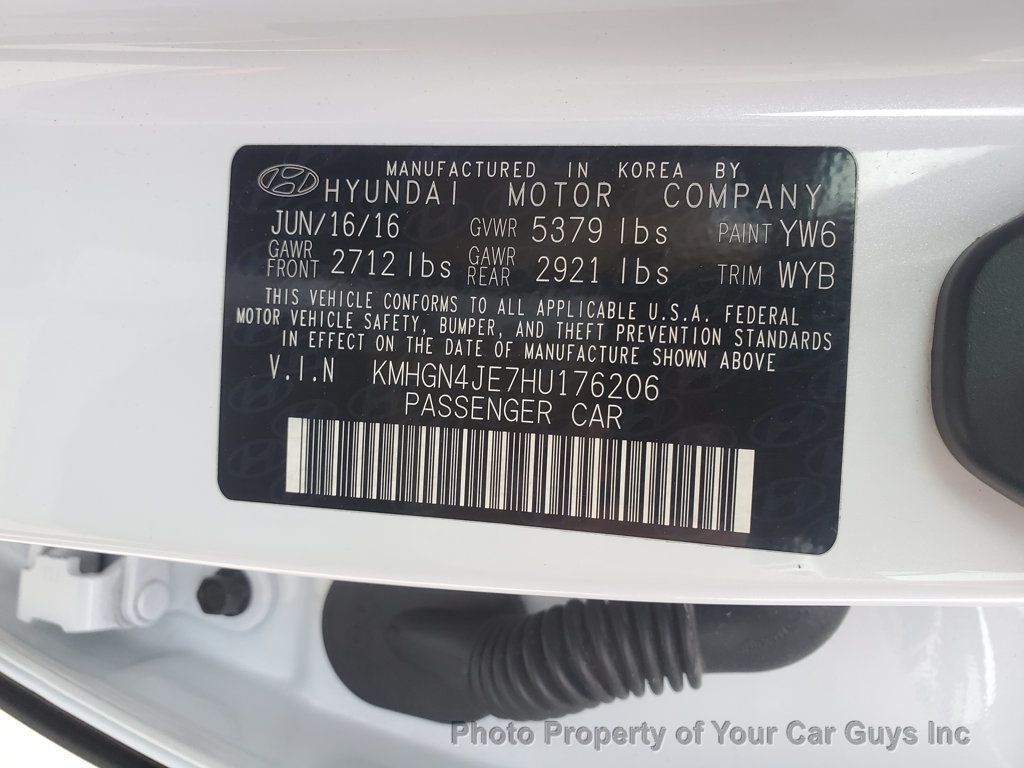 MANUFACTURED IN KOREA BY
HYUNDAI MOTOR COMPANY
JUN/16/16 GVWR 5379 lbs PAINT YW6
GAWR FRONT 2712 lbs GAWR REAR 2921 lbs TRIM WYB
THIS VEHICLE CONFORMS TO ALL APPLICABLE U.S.A. FEDERAL
MOTOR VEHICLE SAFETY, BUMPER, AND THEFT PREVENTION STANDARDS
IN EFFECT ON THE DATE OF MANUFACTURE SHOWN ABOVE
V.I.N KMHGN4JE7HU176206
PASSENGER CAR
Photo Property of Your Car Guys Inc